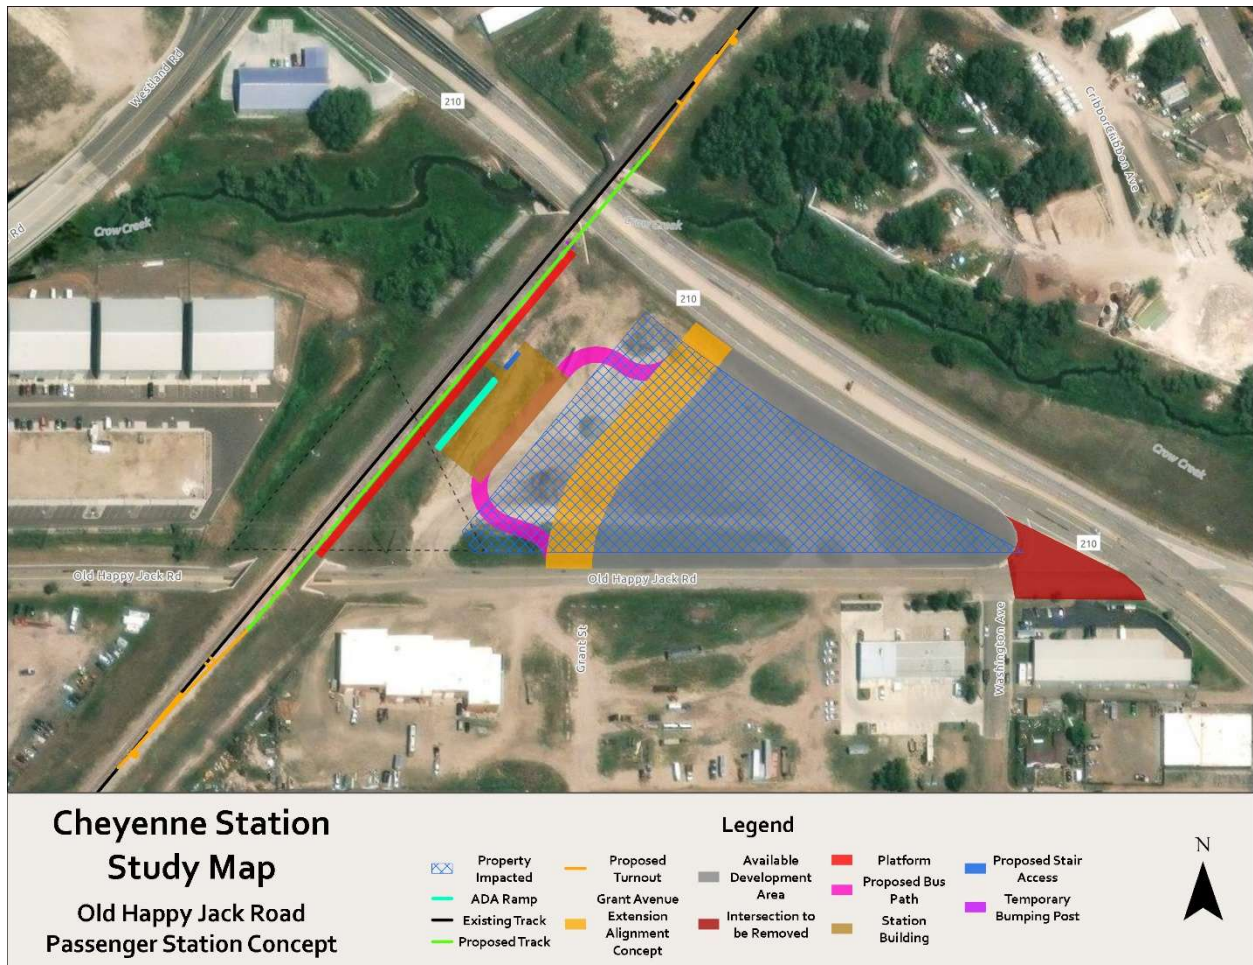 Westland Rd
210
Cribbon Ave
Crow Creek
Rd
Crow Creek
210
Crow Creek
210
Old Happy Jack Rd
Old Happy Jack Rd
Grant St
Washington Ave
Cheyenne Station
Study Map
Old Happy Jack Road
Passenger Station Concept
Legend
Property
Impacted
ADA Ramp
Existing Track
Proposed Track
Proposed
Turnout
Grant Avenue
Extension
Alignment
Concept
Available
Development
Area
Intersection to
be Removed
Platform
Proposed Bus
Path
Station
Building
Proposed Stair
Access
Temporary
Bumping Post
N